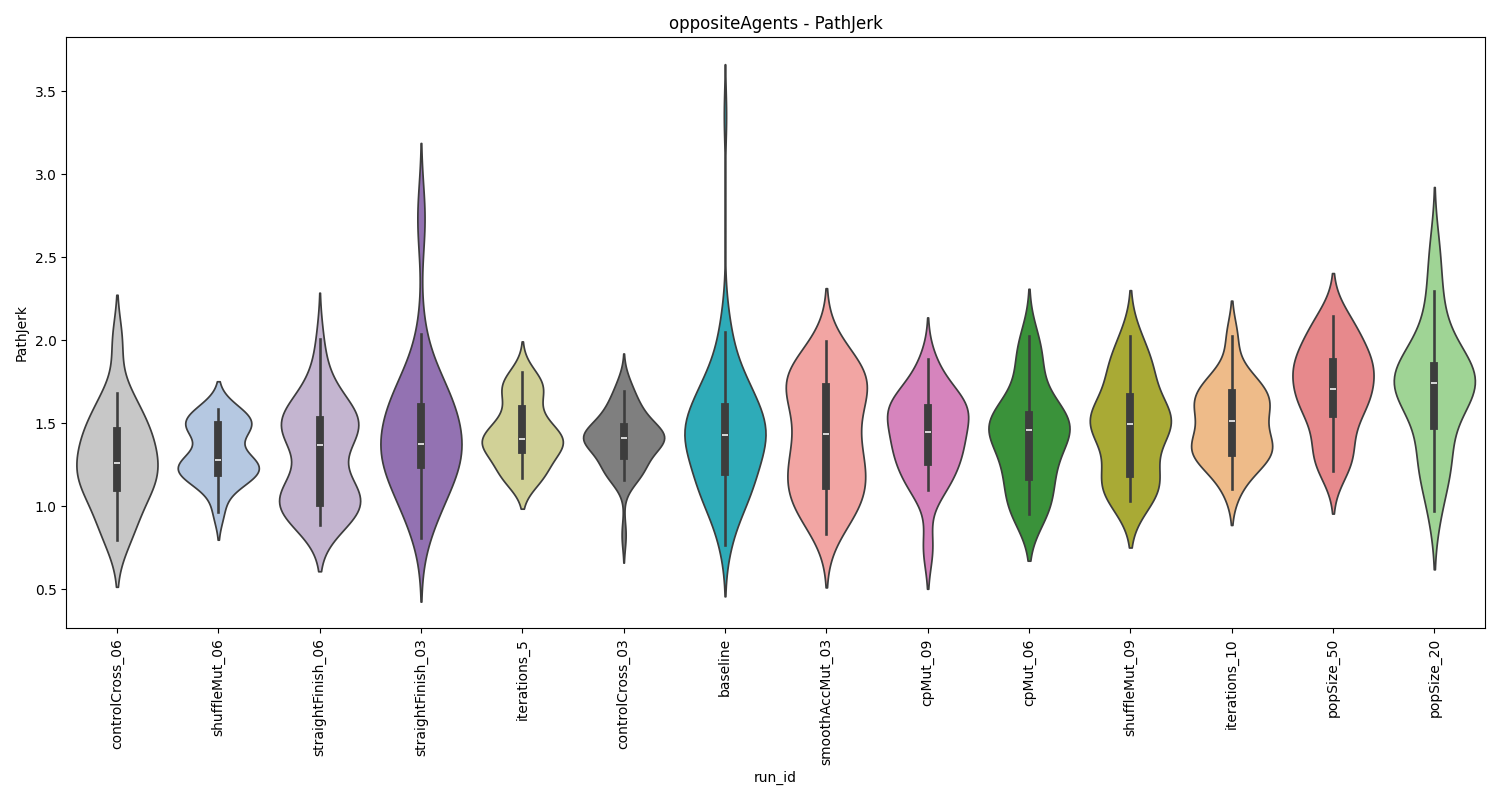 oppositeAgents - PathJerk
PathJerk
3.5
3.0
2.5
2.0
1.5
1.0
0.5
controlCross_06
shuffleMut_06
straightFinish_06
straightFinish_03
iterations_5
controlCross_03
baseline
smoothAccMut_03
cpMut_09
cpMut_06
shuffleMut_09
iterations_10
popSize_50
popSize_20
run_id